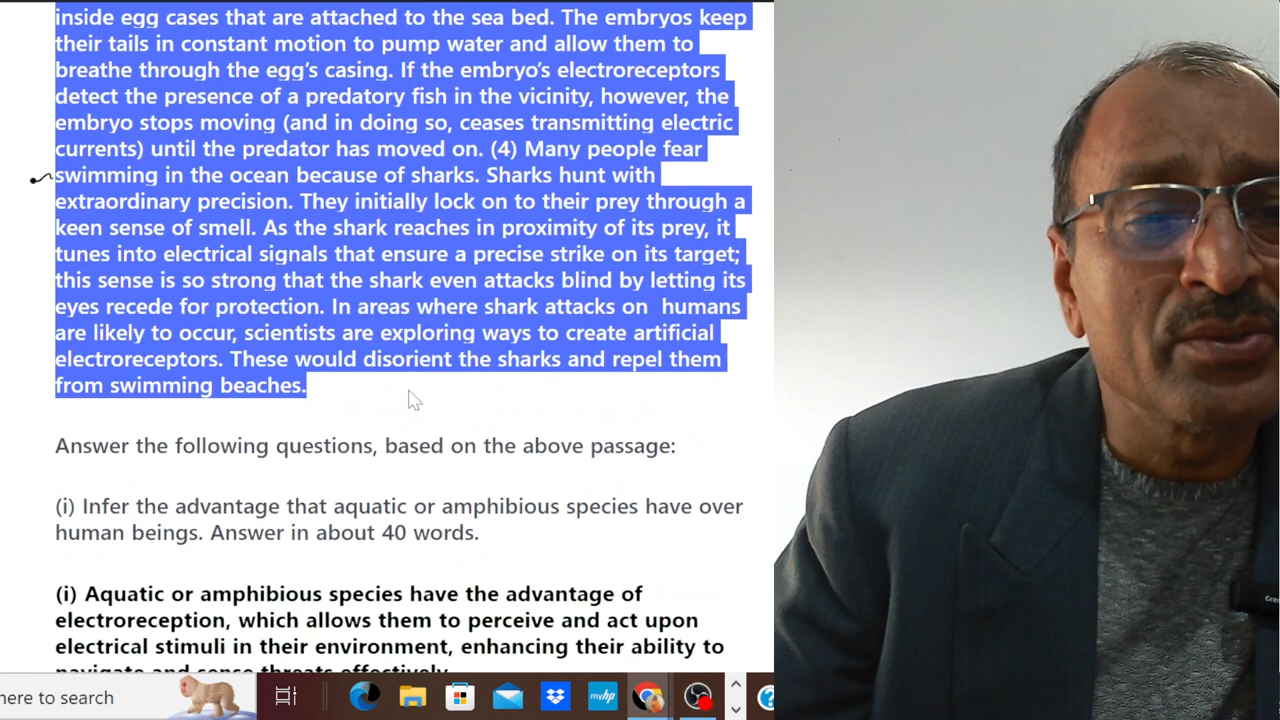 inside egg cases that are attached to the sea bed. The embryos keep
their tails in constant motion to pump water and allow them to
breathe through the egg's casing. If the embryo's electroreceptors
detect the presence of a predatory fish in the vicinity, however, the
embryo stops moving (and in doing so, ceases transmitting electric
currents) until the predator has moved on. (4) Many people fear
swimming in the ocean because of sharks. Sharks hunt with
extraordinary precision. They initially lock on to their prey through a
keen sense of smell. As the shark reaches in proximity of its prey, it
tunes into electrical signals that ensure a precise strike on its target;
this sense is so strong that the shark even attacks blind by letting its
eyes recede for protection. In areas where shark attacks on humans
are likely to occur, scientists are exploring ways to create artificial
electroreceptors. These would disorient the sharks and repel them
from swimming beaches.
Answer the following questions, based on the above passage:
(i) Infer the advantage that aquatic or amphibious species have over
human beings. Answer in about 40 words.
(i) Aquatic or amphibious species have the advantage of
electroreception, which allows them to perceive and act upon
electrical stimuli in their environment, enhancing their ability to
navigate and sense threats effectively.
here to search
myhp